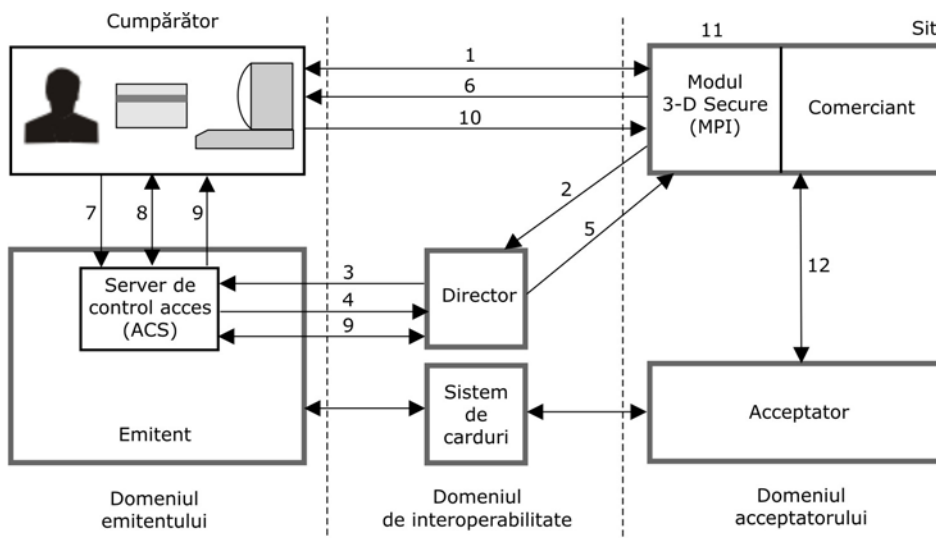 Cumpărător
11
Sit
1
6
10
Modul
3-D Secure
(MPI)
Comerciant
7
8
9
2
5
12
Server de
control acces
(ACS)
3
4
9
Director
Emitent
Sistem
de
carduri
Acceptator
Domeniul
emitentului
Domeniul
de interoperabilitate
Domeniul
acceptatorului